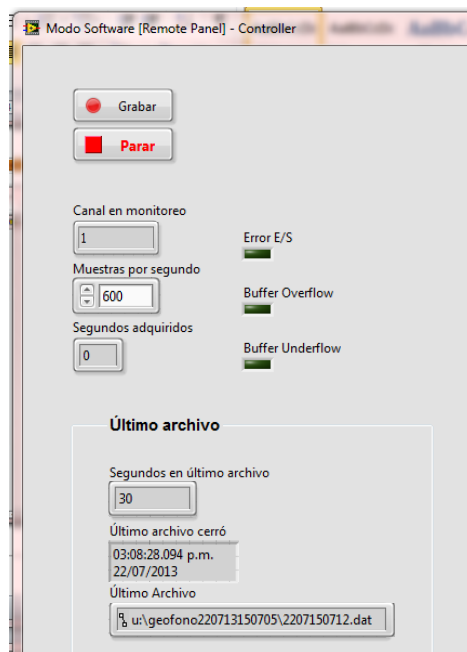 Modo Software [Remote Panel] - Controller
Grabar
Parar
Canal en monitoreo
1
Error E/S
Muestras por segundo
600
Buffer Overflow
Segundos adquiridos
0
Buffer Underflow
Último archivo
Segundos en último archivo
30
Último archivo cerró
03:08:28.094 p.m.
22/07/2013
Último Archivo
u:\geofono220713150705\2207150712.dat